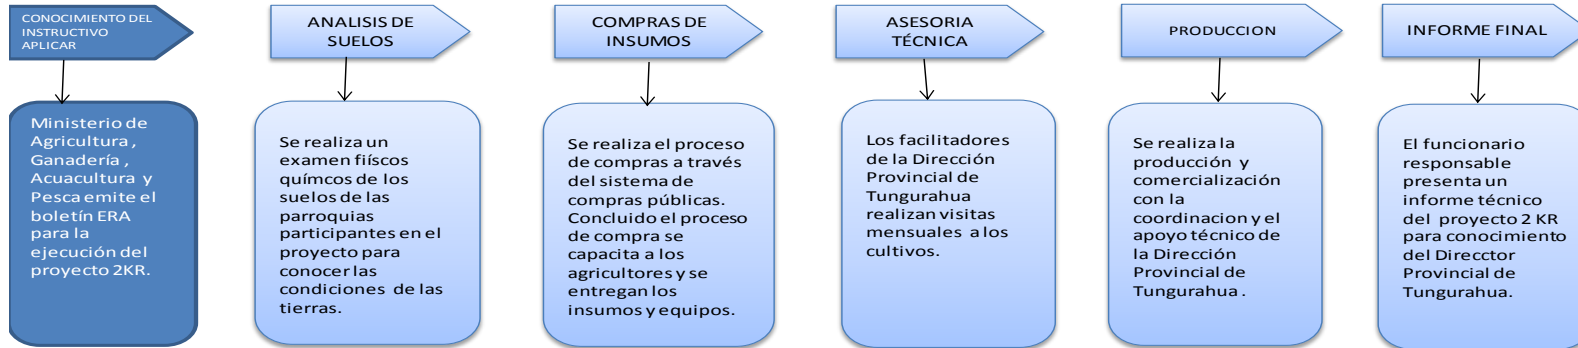 CONOCIMIENTO DEL
INSTRUCTIVO
APLICAR
ANALISIS DE
SUELOS
COMPRAS DE
INSUMOS
ASESORIA
TÉCNICA
PRODUCCION
INFORME FINAL
Ministerio de
Agricultura ,
Ganadería ,
Acuacultura y
Pesca emite el
boletín ERA
para la
ejecución del
proyecto 2KR.
Se realiza un
examen fiíscos
químcos de los
suelos de las
parroquias
participantes en el
proyecto para
conocer las
condiciones de las
tierras.
Se realiza el proceso
de compras a través
del sistema de
compras públicas.
Concluido el proceso
de compra se
capacita a los
agricultores y se
entregan los
insumos y equipos.
Los facilitadores
de la Dirección
Provincial de
Tungurahua
realizan visitas
mensuales a los
cultivos.
Se realiza la
producción y
comercialización
con la
coordinacion y el
apoyo técnico de
la Dirección
Provincial de
Tungurahua .
El funcionario
responsable
presenta un
informe técnico
del proyecto 2 KR
para conocimiento
del Direcctor
Provincial de
Tungurahua.